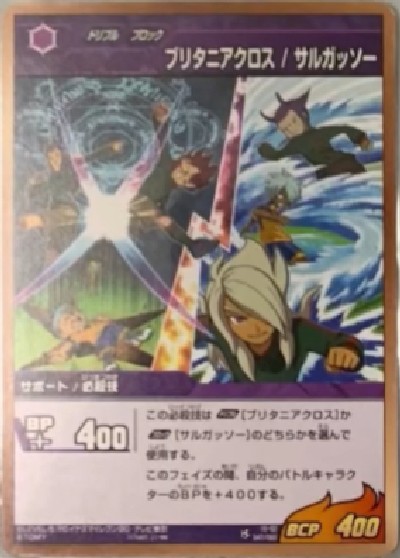 トリプル ブロック
ブリタニアクロス / サルガッソー
サポート / 必殺技
BP
+ 400
この必殺技は [ブリタニアクロス]か
[サルガッソー]のどちらかを選んで
使用する。
このフェイズの間、自分のバトルキャラク
ターのBPを+400する。
BCP 400